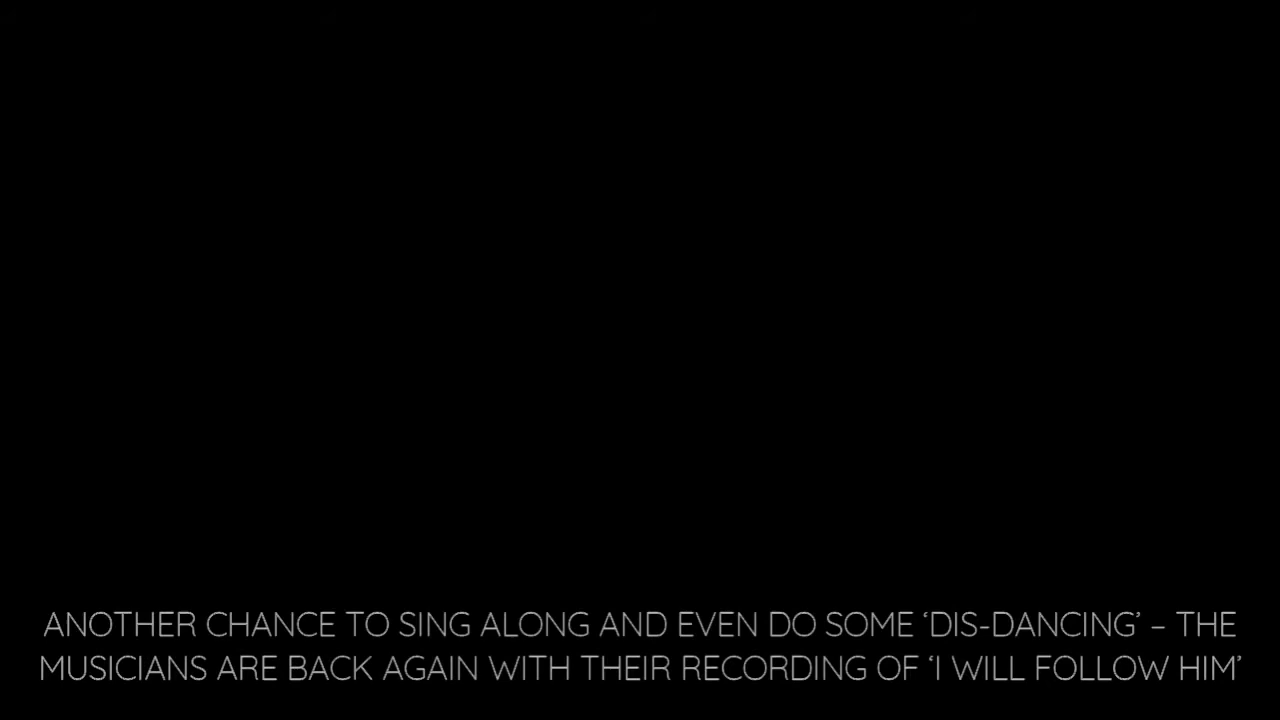 ANOTHER CHANCE TO SING ALONG AND EVEN DO SOME ‘DIS-DANCING’ – THE
MUSICIANS ARE BACK AGAIN WITH THEIR RECORDING OF ‘I WILL FOLLOW HIM’